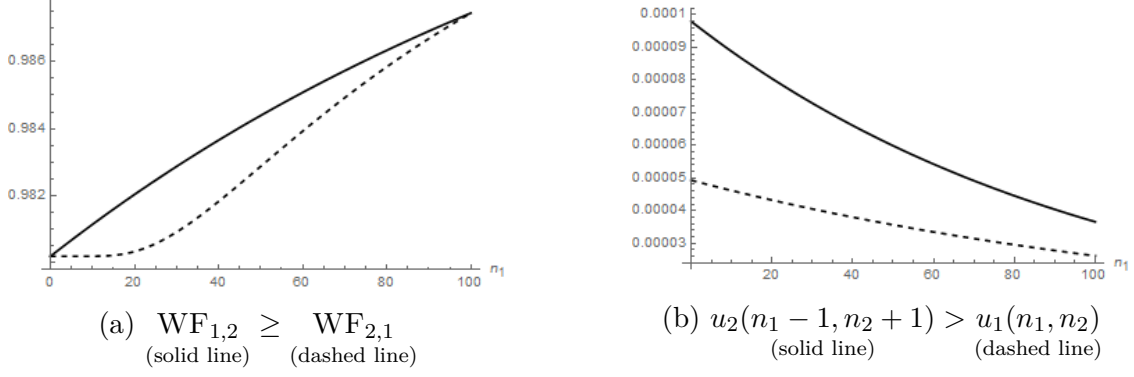 0.986
0.984
0.982
0 20 40 60 80 100 n₁
(a) WF₁,₂ ≥ WF₂,₁
(solid line) (dashed line)
0.0001
0.00009
0.00008
0.00007
0.00006
0.00005
0.00004
0.00003
20 40 60 80 100 n₁
(b) u₂(n₁ − 1, n₂ + 1) > u₁(n₁, n₂)
(solid line) (dashed line)